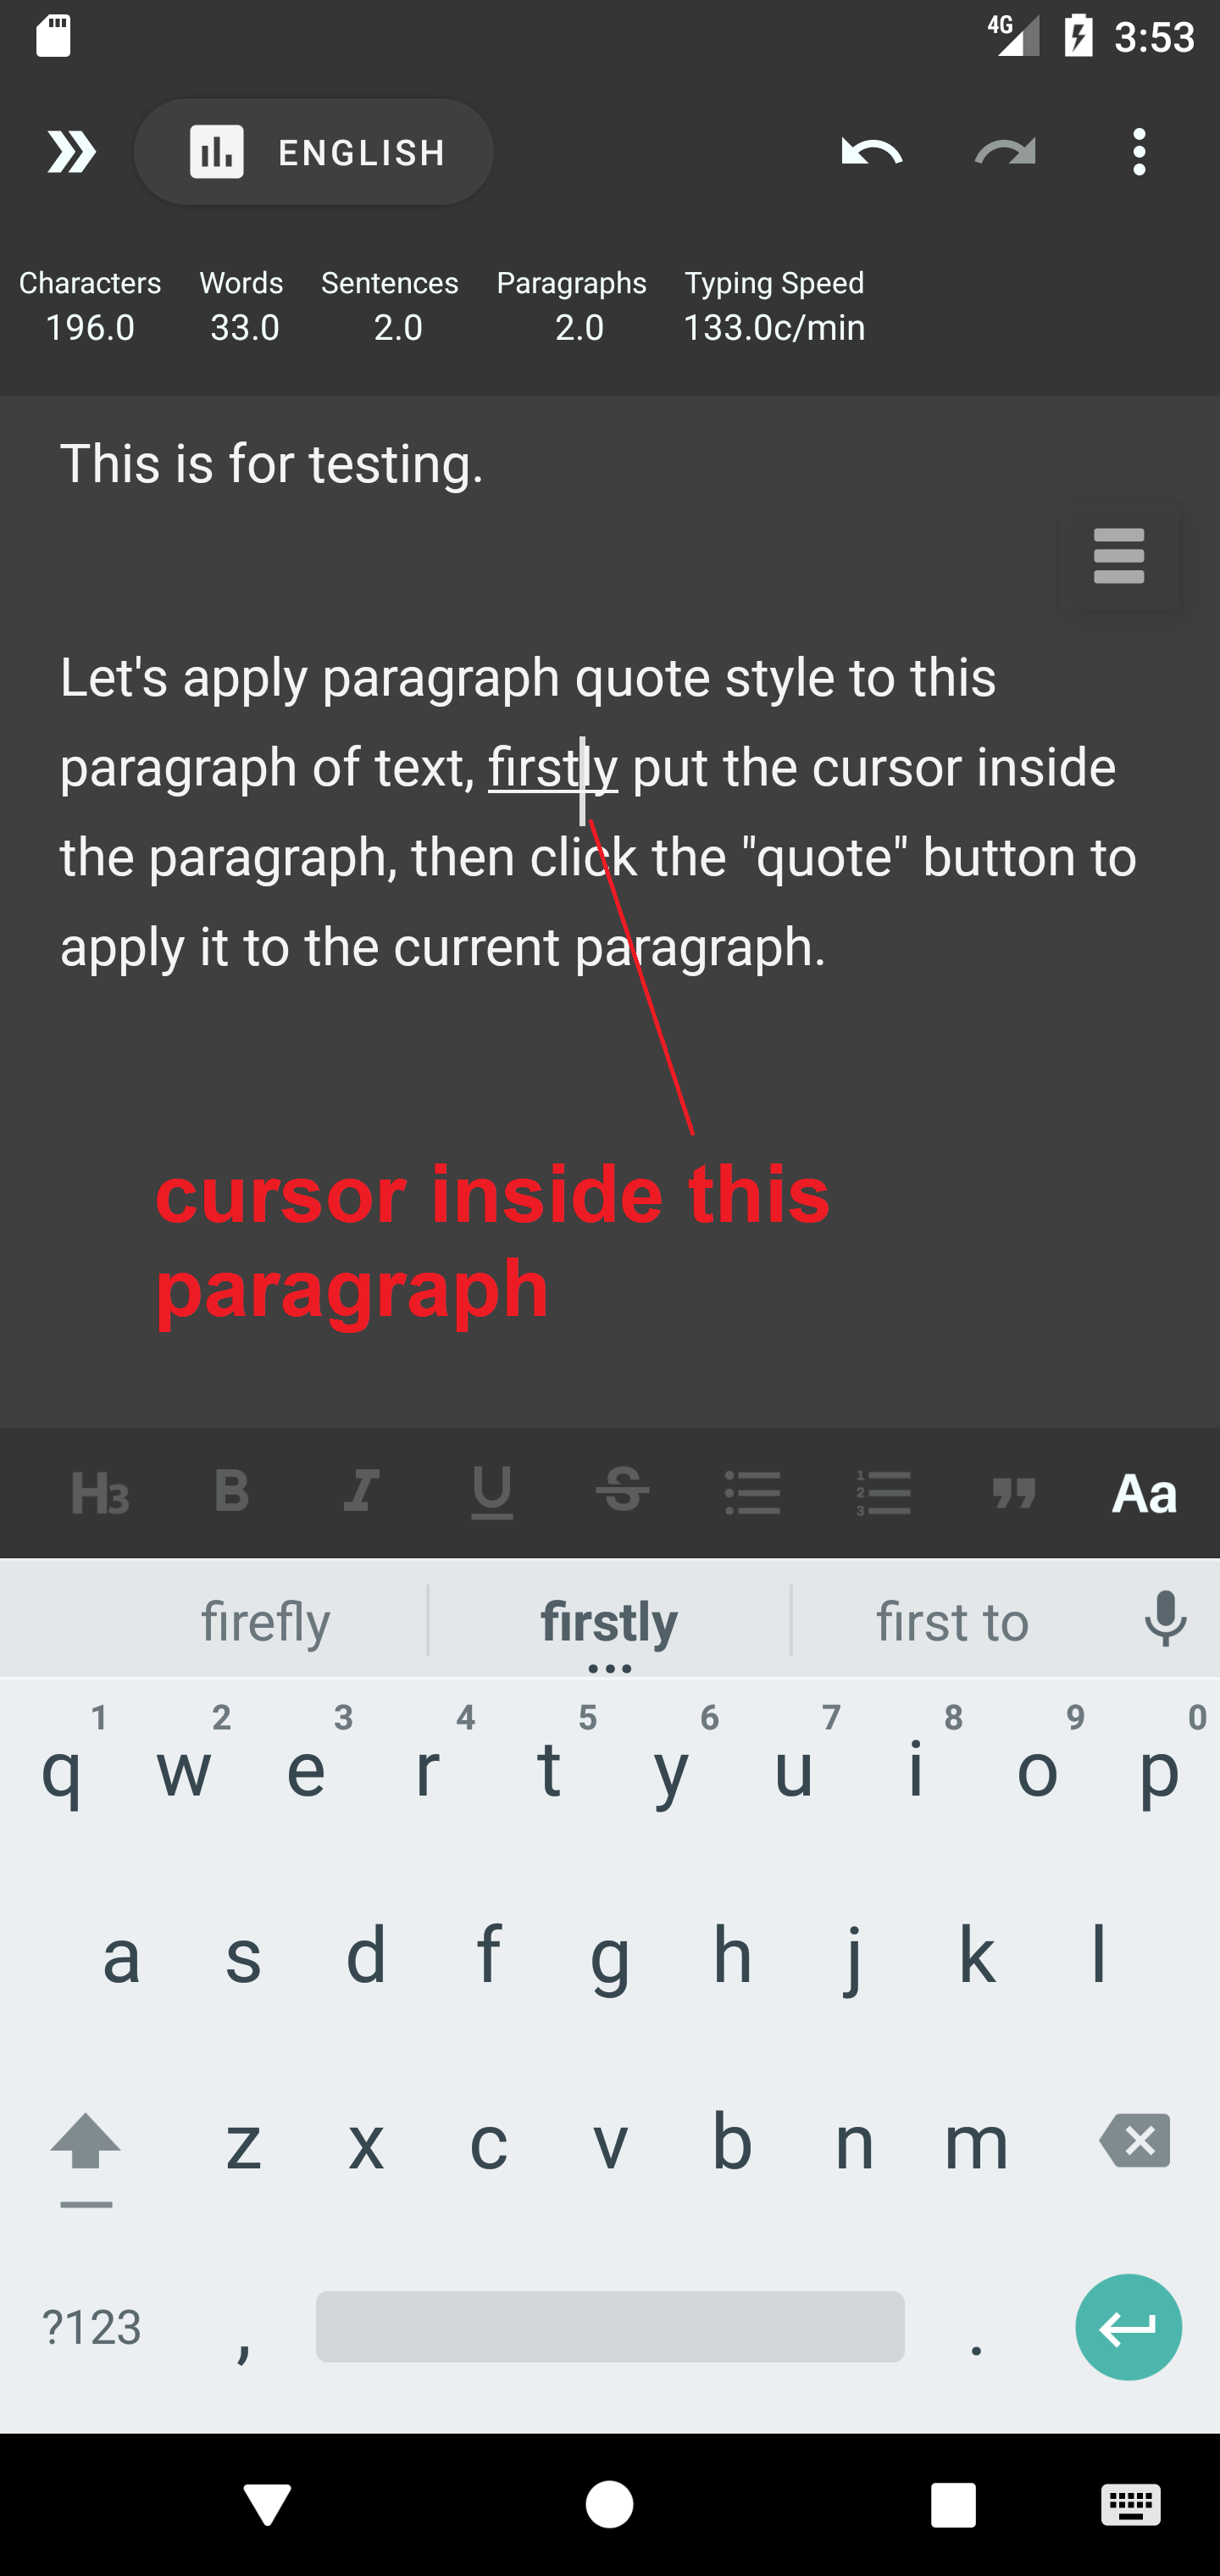 4G 3:53
ENGLISH
Characters Words Sentences Paragraphs Typing Speed
196.0 33.0 2.0 2.0 133.0c/min
This is for testing.
Let's apply paragraph quote style to this
paragraph of text, firstly put the cursor inside
the paragraph, then click the "quote" button to
apply it to the current paragraph.
cursor inside this
paragraph
H3 B I U S 1 2 3 Aa
firefly firstly first to
1 2 3 4 5 6 7 8 9 0
q w e r t y u i o p
a s d f g h j k l
z x c v b n m
?123 , .